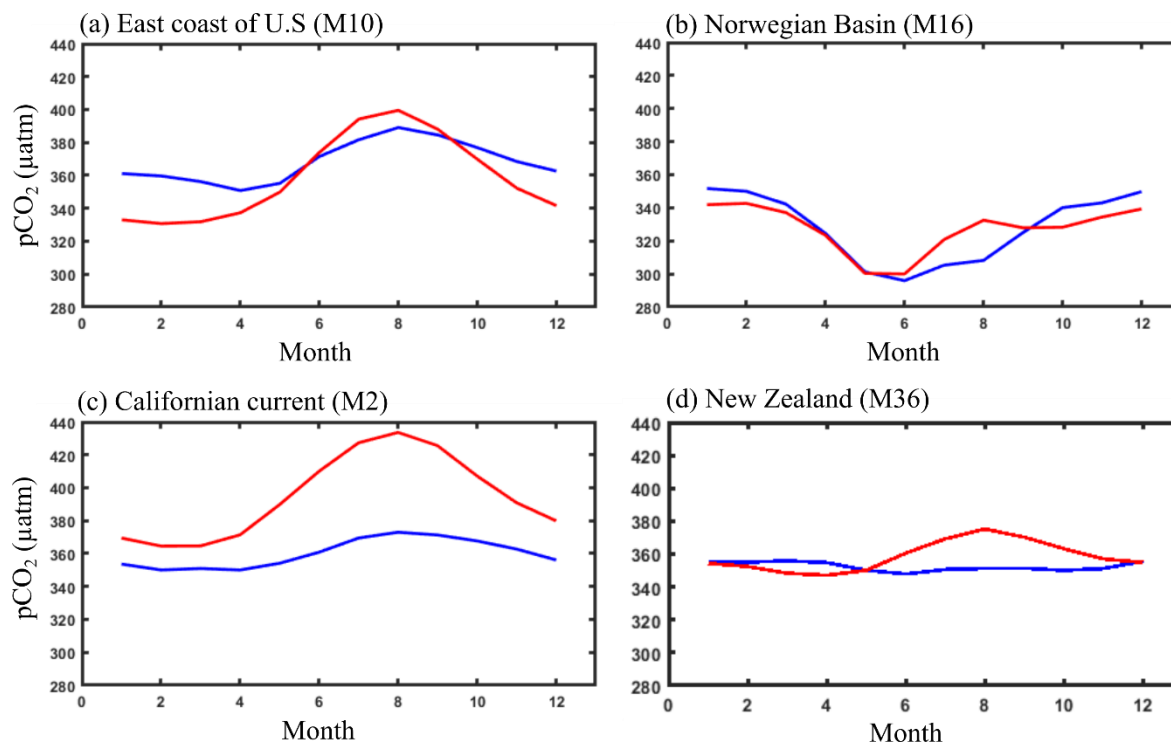 (a) East coast of U.S (M10)
440
420
400
380
360
340
320
300
280
0 2 4 6 8 10 12
pCO₂ (µatm)
Month
(b) Norwegian Basin (M16)
440
420
400
380
360
340
320
300
280
0 2 4 6 8 10 12
Month
(c) Californian current (M2)
440
420
400
380
360
340
320
300
280
0 2 4 6 8 10 12
pCO₂ (µatm)
Month
(d) New Zealand (M36)
440
420
400
380
360
340
320
300
280
0 2 4 6 8 10 12
Month